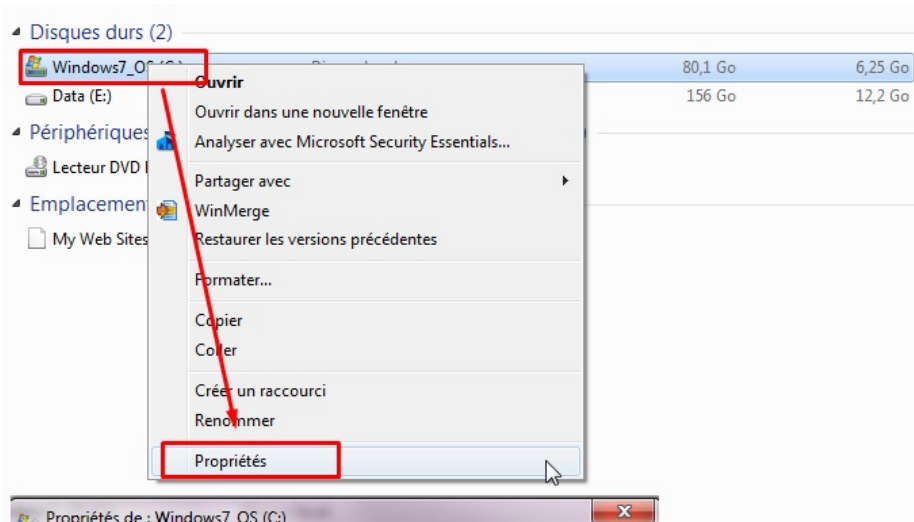 Disques durs (2)
Windows7_OS (C:) 80,1 Go 6,25 Go
Ouvrir
Data (E:) 156 Go 12,2 Go
Ouvrir dans une nouvelle fenêtre
Périphériques
Analyser avec Microsoft Security Essentials...
Lecteur DVD
Partager avec
Emplacemen
WinMerge
My Web Sites
Restaurer les versions précédentes
Formater...
Copier
Coller
Créer un raccourci
Renommer
Propriétés
Propriétés de : Windows7_OS (C:)